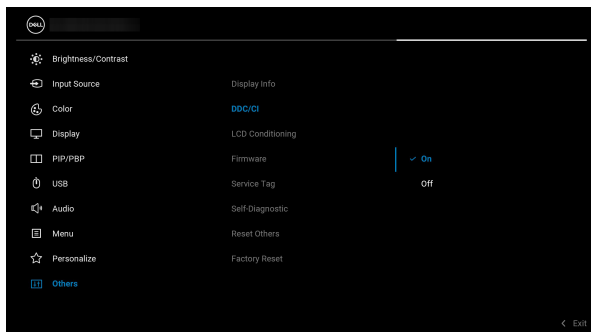 DELL
Brightness/Contrast
Input Source
Display Info
Color
DDC/CI
Display
LCD Conditioning
PIP/PBP
Firmware
On
USB
Service Tag
Off
Audio
Self-Diagnostic
Menu
Reset Others
Personalize
Factory Reset
Others
Exit